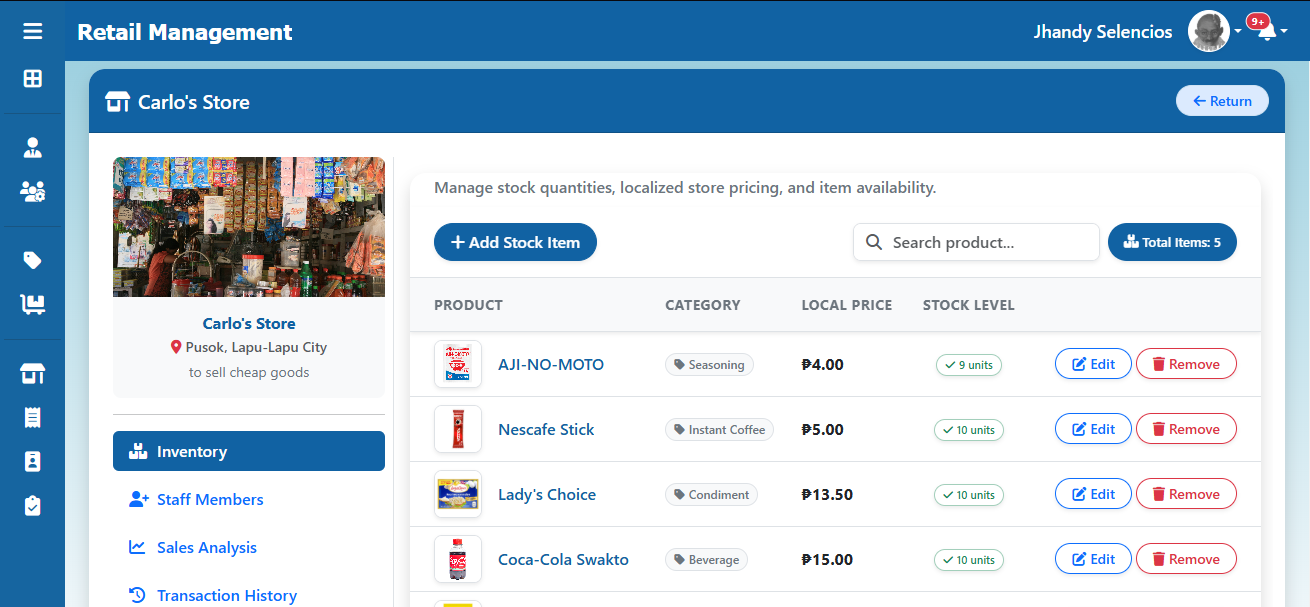 Retail Management
Jhandy Selencios
9+
Carlo's Store
Return
Carlo's Store
Pusok, Lapu-Lapu City
to sell cheap goods
Inventory
Staff Members
Sales Analysis
Transaction History
Manage stock quantities, localized store pricing, and item availability.
Add Stock Item
Search product...
Total Items: 5
PRODUCT CATEGORY LOCAL PRICE STOCK LEVEL
AJI-NO-MOTO Seasoning ₱4.00 9 units Edit Remove
Nescafe Stick Instant Coffee ₱5.00 10 units Edit Remove
Lady's Choice Condiment ₱13.50 10 units Edit Remove
Coca-Cola Swakto Beverage ₱15.00 10 units Edit Remove